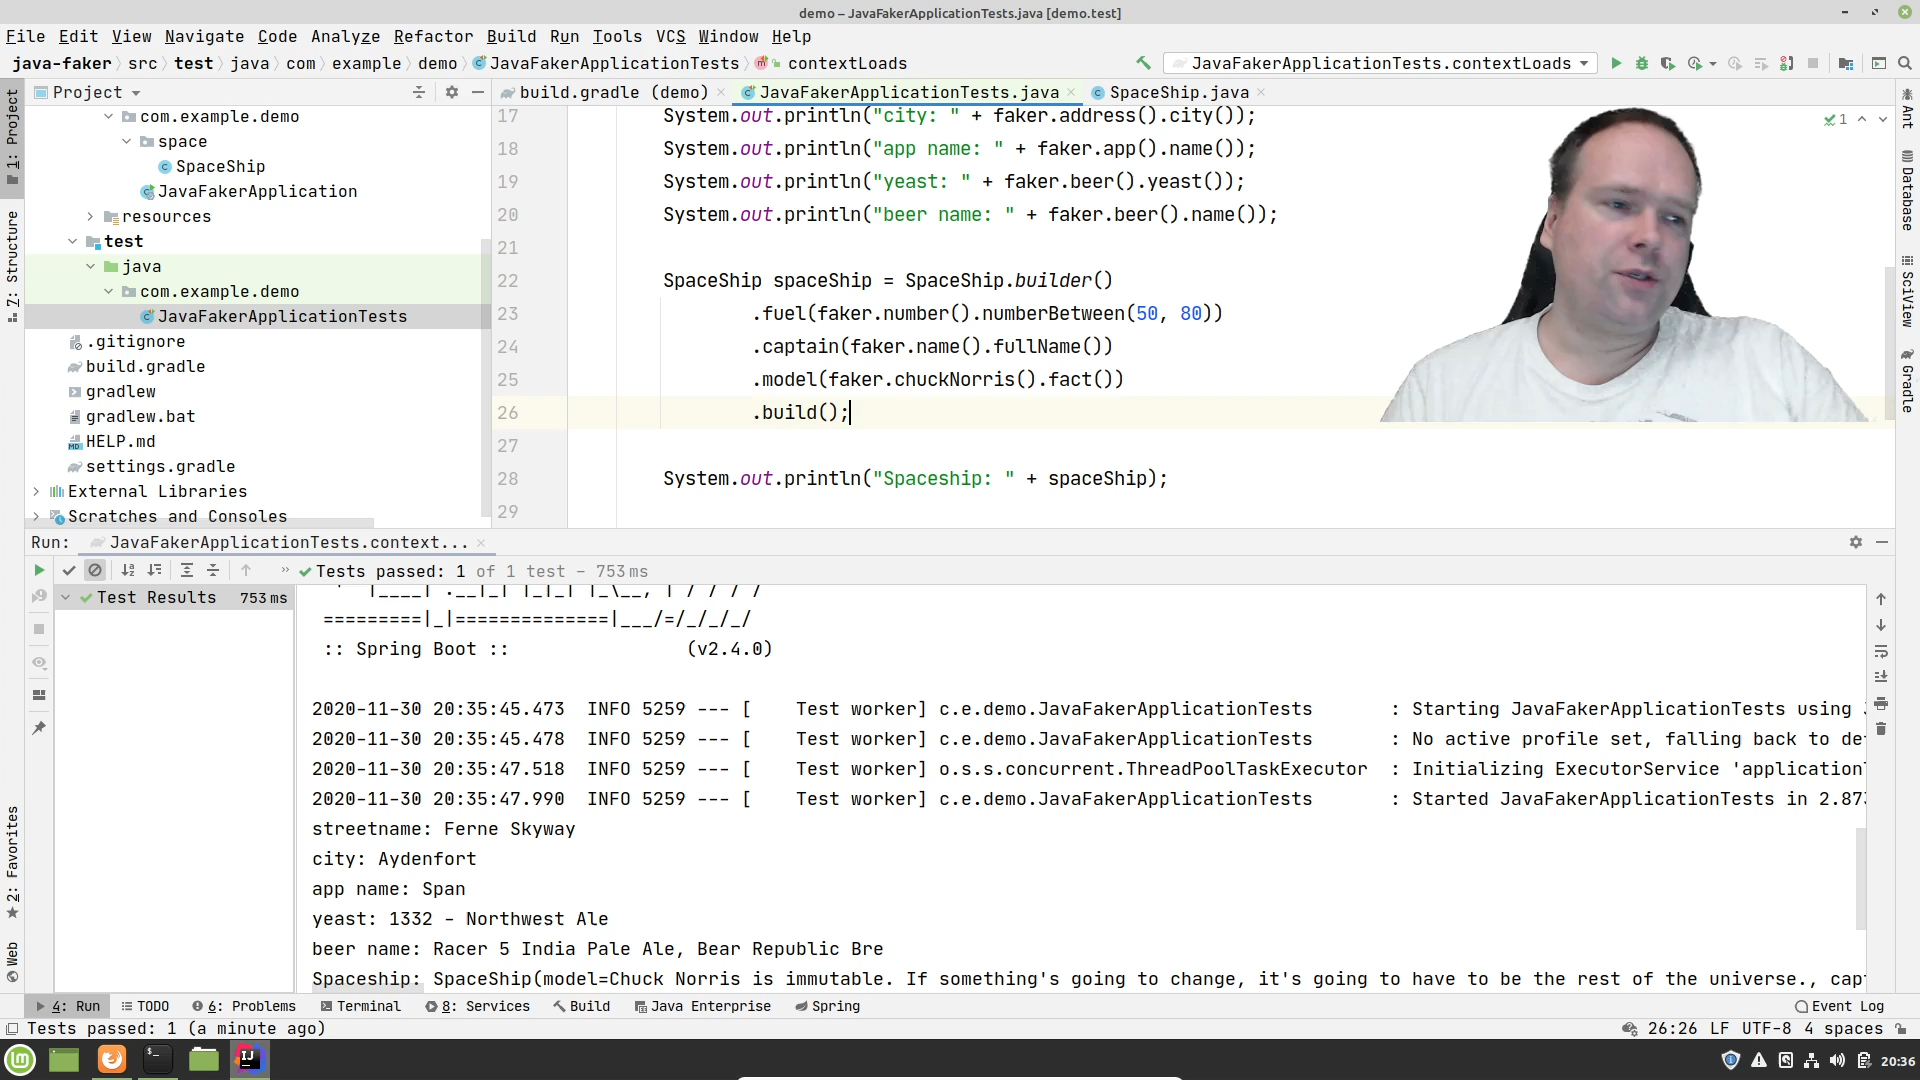 demo – JavaFakerApplicationTests.java [demo.test]
File Edit View Navigate Code Analyze Refactor Build Run Tools VCS Window Help
java-faker src test java com example demo JavaFakerApplicationTests contextLoads
JavaFakerApplicationTests.contextLoads
Project
build.gradle (demo) JavaFakerApplicationTests.java SpaceShip.java
1: Project
7: Structure
2: Favorites
Web
com.example.demo
space
SpaceShip
JavaFakerApplication
resources
test
java
com.example.demo
JavaFakerApplicationTests
.gitignore
build.gradle
gradlew
gradlew.bat
HELP.md
settings.gradle
External Libraries
Scratches and Consoles
17 System.out.println("city: " + faker.address().city());
18 System.out.println("app name: " + faker.app().name());
19 System.out.println("yeast: " + faker.beer().yeast());
20 System.out.println("beer name: " + faker.beer().name());
21
22 SpaceShip spaceShip = SpaceShip.builder()
23 .fuel(faker.number().numberBetween(50, 80))
24 .captain(faker.name().fullName())
25 .model(faker.chuckNorris().fact())
26 .build();
27
28 System.out.println("Spaceship: " + spaceShip);
29
1
Ant
Database
SciView
Gradle
Run: JavaFakerApplicationTests.context...
Tests passed: 1 of 1 test – 753 ms
Test Results 753 ms
=========|_|==============|___/=/_/_/_/
:: Spring Boot :: (v2.4.0)
2020-11-30 20:35:45.473 INFO 5259 --- [ Test worker] c.e.demo.JavaFakerApplicationTests : Starting JavaFakerApplicationTests using
2020-11-30 20:35:45.478 INFO 5259 --- [ Test worker] c.e.demo.JavaFakerApplicationTests : No active profile set, falling back to de
2020-11-30 20:35:47.518 INFO 5259 --- [ Test worker] o.s.s.concurrent.ThreadPoolTaskExecutor : Initializing ExecutorService 'application
2020-11-30 20:35:47.990 INFO 5259 --- [ Test worker] c.e.demo.JavaFakerApplicationTests : Started JavaFakerApplicationTests in 2.87
streetname: Ferne Skyway
city: Aydenfort
app name: Span
yeast: 1332 - Northwest Ale
beer name: Racer 5 India Pale Ale, Bear Republic Bre
Spaceship: SpaceShip(model=Chuck Norris is immutable. If something's going to change, it's going to have to be the rest of the universe., cap
4: Run TODO 6: Problems Terminal 8: Services Build Java Enterprise Spring Event Log
Tests passed: 1 (a minute ago) 26:26 LF UTF-8 4 spaces
20:36